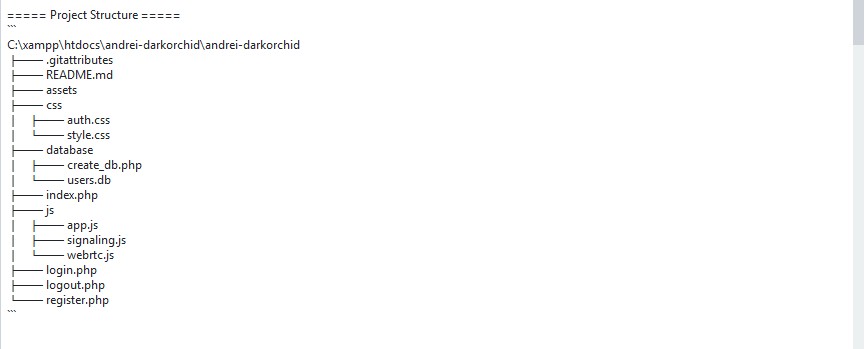 ===== Project Structure =====
```
C:\xampp\htdocs\andrei-darkorchid\andrei-darkorchid
├── .gitattributes
├── README.md
├── assets
├── css
│   ├── auth.css
│   └── style.css
├── database
│   ├── create_db.php
│   └── users.db
├── index.php
├── js
│   ├── app.js
│   ├── signaling.js
│   └── webrtc.js
├── login.php
├── logout.php
└── register.php
```